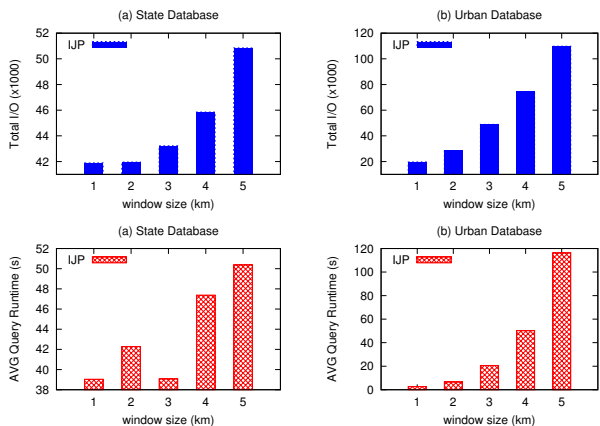 (a) State Database
Total I/O (x1000)
52
50
48
46
44
42
IJP
1 2 3 4 5
window size (km)
(b) Urban Database
Total I/O (x1000)
120
100
80
60
40
20
IJP
1 2 3 4 5
window size (km)
(a) State Database
AVG Query Runtime (s)
52
50
48
46
44
42
40
38
IJP
1 2 3 4 5
window size (km)
(b) Urban Database
AVG Query Runtime (s)
120
100
80
60
40
20
0
IJP
1 2 3 4 5
window size (km)